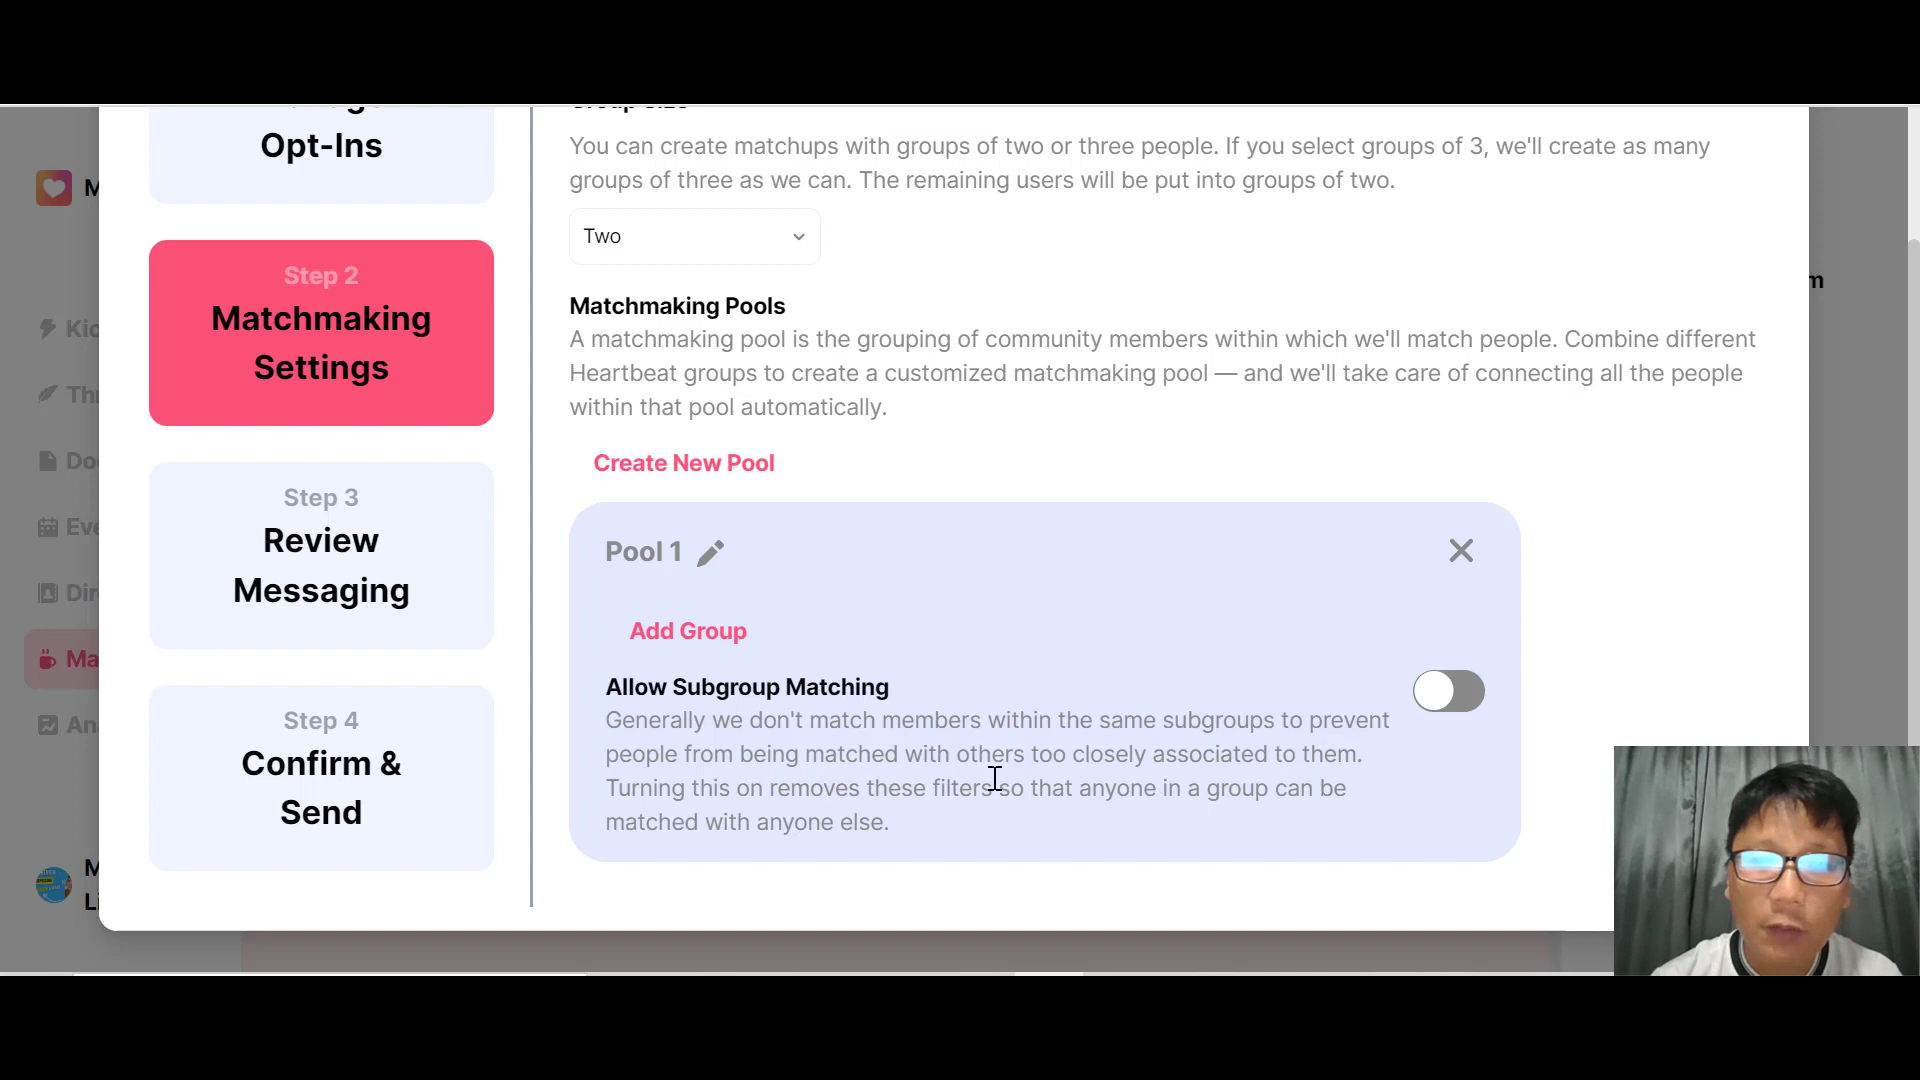 Opt-Ins
Step 2
Matchmaking
Settings
Step 3
Review
Messaging
Step 4
Confirm &
Send
Group Size
You can create matchups with groups of two or three people. If you select groups of 3, we'll create as many
groups of three as we can. The remaining users will be put into groups of two.
Two
Matchmaking Pools
A matchmaking pool is the grouping of community members within which we'll match people. Combine different
Heartbeat groups to create a customized matchmaking pool — and we'll take care of connecting all the people
within that pool automatically.
Create New Pool
Pool 1
Add Group
Allow Subgroup Matching
Generally we don't match members within the same subgroups to prevent
people from being matched with others too closely associated to them.
Turning this on removes these filters so that anyone in a group can be
matched with anyone else.